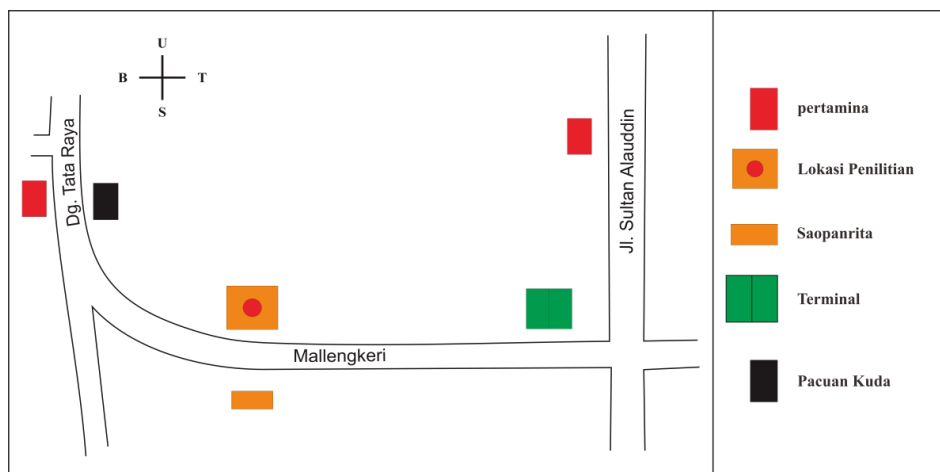 U
B T
S
Dg. Tata Raya
Jl. Sultan Alauddin
Mallengkeri
pertamina
Lokasi Penilitian
Saopanrita
Terminal
Pacuan Kuda